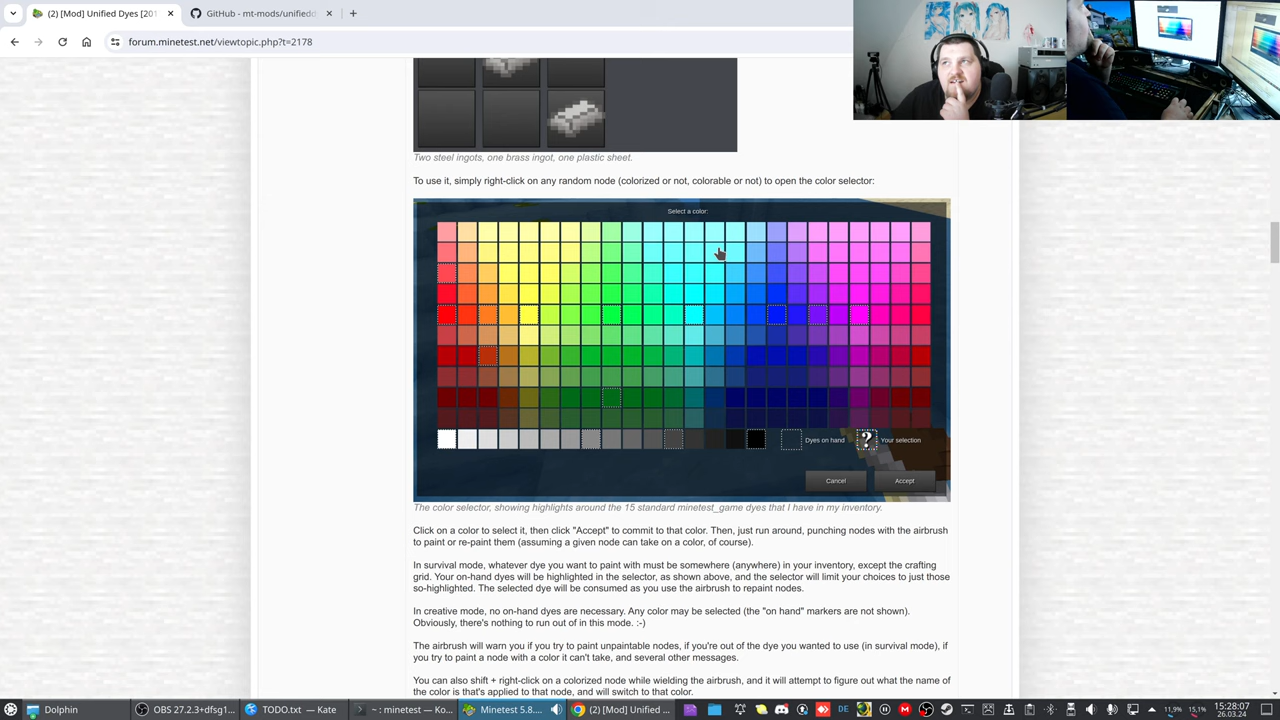 (2) [Mod] Unified Dyes [201
GitHub - mt-mods/unifiedd
forum.minetest.net/viewtopic.php?t=2178
Two steel ingots, one brass ingot, one plastic sheet.
To use it, simply right-click on any random node (colorized or not, colorable or not) to open the color selector:
Select a color:
Dyes on hand
?
Your selection
Cancel
Accept
The color selector, showing highlights around the 15 standard minetest_game dyes that I have in my inventory.
Click on a color to select it, then click "Accept" to commit to that color. Then, just run around, punching nodes with the airbrush
to paint or re-paint them (assuming a given node can take on a color, of course).
In survival mode, whatever dye you want to paint with must be somewhere (anywhere) in your inventory, except the crafting
grid. Your on-hand dyes will be highlighted in the selector, as shown above, and the selector will limit your choices to just those
so-highlighted. The selected dye will be consumed as you use the airbrush to repaint nodes.
In creative mode, no on-hand dyes are necessary. Any color may be selected (the "on hand" markers are not shown).
Obviously, there's nothing to run out of in this mode. :-)
The airbrush will warn you if you try to paint unpaintable nodes, if you're out of the dye you wanted to use (in survival mode), if
you try to paint a node with a color it can't take, and several other messages.
You can also shift + right-click on a colorized node while wielding the airbrush, and it will attempt to figure out what the name of
the color is that's applied to that node, and will switch to that color.
Dolphin
OBS 27.2.3+dfsg1...
TODO.txt — Kate
: minetest — Ko...
Minetest 5.8....
(2) [Mod] Unified ...
DE
11,9%
15,1%
15:28:07
26.03.24